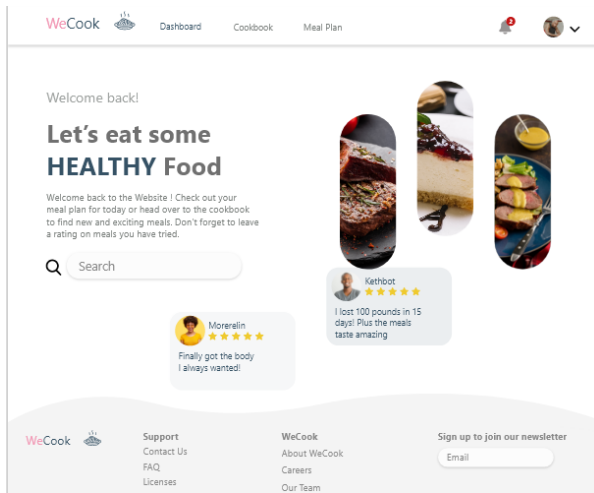 WeCook
Dashboard
Cookbook
Meal Plan
2
Welcome back!
Let's eat some
HEALTHY Food
Welcome back to the Website ! Check out your
meal plan for today or head over to the cookbook
to find new and exciting meals. Don't forget to leave
a rating on meals you have tried.
Search
Kethbot
I lost 100 pounds in 15
days! Plus the meals
taste amazing
Morerelin
Finally got the body
I always wanted!
WeCook
Support
Contact Us
FAQ
Licenses
WeCook
About WeCook
Careers
Our Team
Sign up to join our newsletter
Email